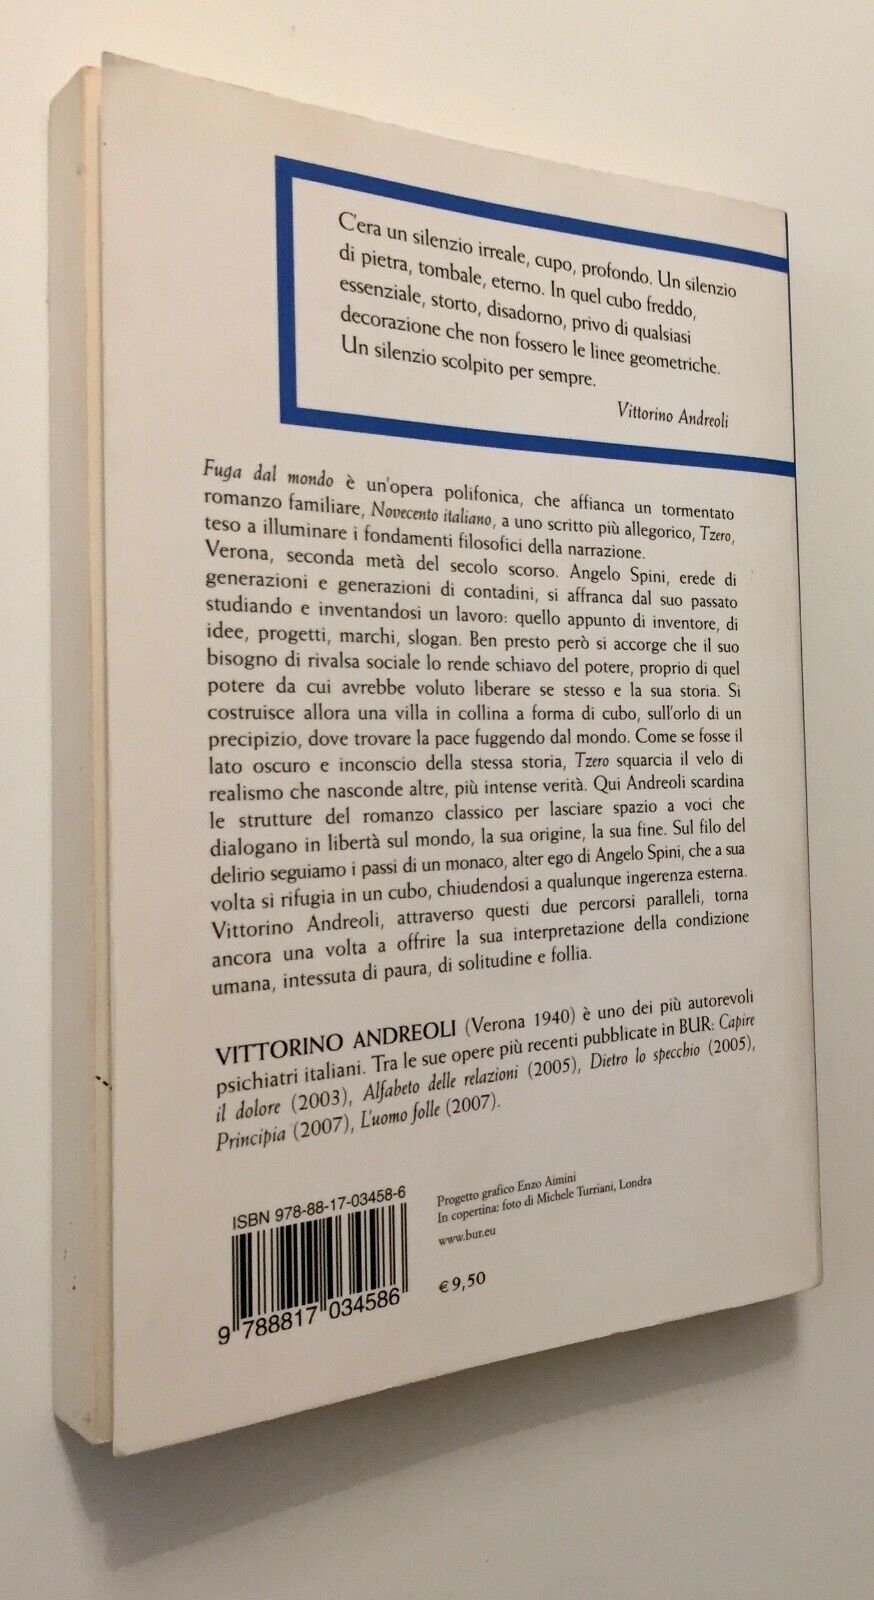 C'era un silenzio irreale, cupo, profondo. Un silenzio
di pietra, tombale, eterno. In quel cubo freddo,
essenziale, storto, disadorno, privo di qualsiasi
decorazione che non fossero le linee geometriche.
Un silenzio scolpito per sempre.
Vittorino Andreoli
Fuga dal mondo è un'opera polifonica, che affianca un tormentato
romanzo familiare, Novecento italiano, a uno scritto più allegorico, Tzero,
teso a illuminare i fondamenti filosofici della narrazione.
Verona, seconda metà del secolo scorso. Angelo Spini, erede di
generazioni e generazioni di contadini, si affranca dal suo passato
studiando e inventandosi un lavoro: quello appunto di inventore, di
idee, progetti, marchi, slogan. Ben presto però si accorge che il suo
bisogno di rivalsa sociale lo rende schiavo del potere, proprio di quel
potere da cui avrebbe voluto liberare se stesso e la sua storia. Si
costruisce allora una villa in collina a forma di cubo, sull'orlo di un
precipizio, dove trovare la pace fuggendo dal mondo. Come se fosse il
lato oscuro e inconscio della stessa storia, Tzero squarcia il velo di
realismo che nasconde altre, più intense verità. Qui Andreoli scardina
le strutture del romanzo classico per lasciare spazio a voci che
dialogano in libertà sul mondo, la sua origine, la sua fine. Sul filo del
delirio seguiamo i passi di un monaco, alter ego di Angelo Spini, che a sua
volta si rifugia in un cubo, chiudendosi a qualunque ingerenza esterna.
Vittorino Andreoli, attraverso questi due percorsi paralleli, torna
ancora una volta a offrire la sua interpretazione della condizione
umana, intessuta di paura, di solitudine e follia.
VITTORINO ANDREOLI (Verona 1940) è uno dei più autorevoli
psichiatri italiani. Tra le sue opere più recenti pubblicate in BUR: Capire
il dolore (2003), Alfabeto delle relazioni (2005), Dietro lo specchio (2005),
Principia (2007), L'uomo folle (2007).
ISBN 978-88-17-03458-6
9 788817 034586
Progetto grafico Enzo Aimini
In copertina: foto di Michele Turriani, Londra
www.bur.eu
€ 9,50